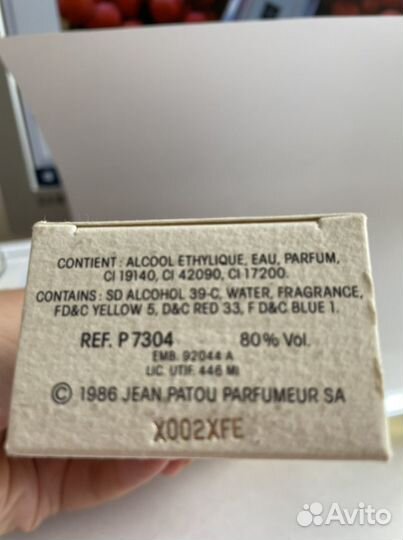 CONTIENT : ALCOOL ETHYLIQUE, EAU, PARFUM,
CI 19140, CI 42090, CI 17200.
CONTAINS : SD ALCOHOL 39-C, WATER, FRAGRANCE,
FD&C YELLOW 5, D&C RED 33, F D&C BLUE 1.
REF. P 7304 80% Vol.
EMB. 92044 A
LIC. UTIF. 446 MI
© 1986 JEAN PATOU PARFUMEUR SA
X002XFE
Avito